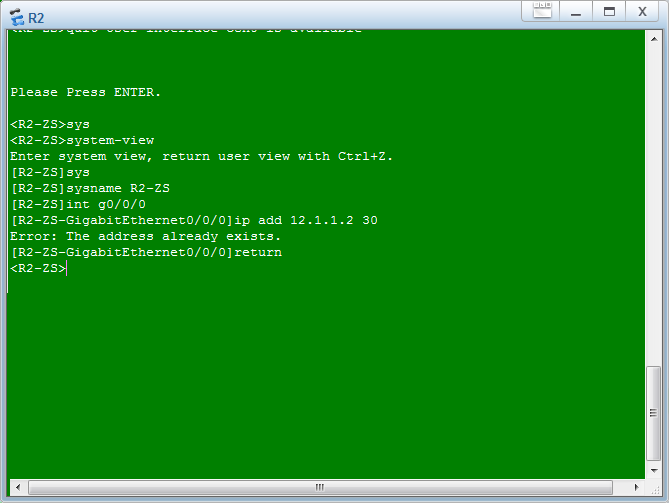 R2
Please Press ENTER.
<R2-ZS>sys
<R2-ZS>system-view
Enter system view, return user view with Ctrl+Z.
[R2-ZS]sys
[R2-ZS]sysname R2-ZS
[R2-ZS]int g0/0/0
[R2-ZS-GigabitEthernet0/0/0]ip add 12.1.1.2 30
Error: The address already exists.
[R2-ZS-GigabitEthernet0/0/0]return
<R2-ZS>